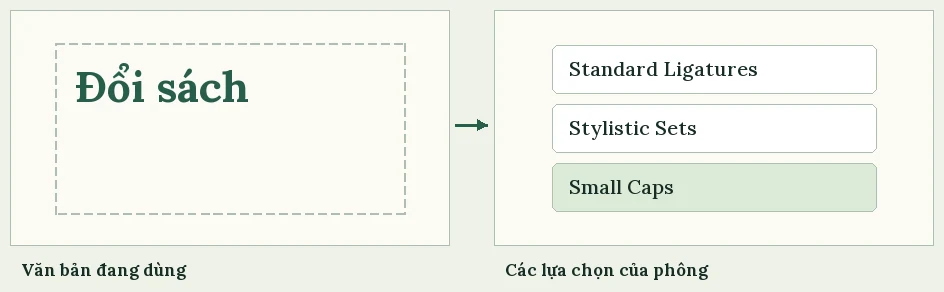 Đổi sách
Standard Ligatures
Stylistic Sets
Small Caps
Văn bản đang dùng
Các lựa chọn của phông